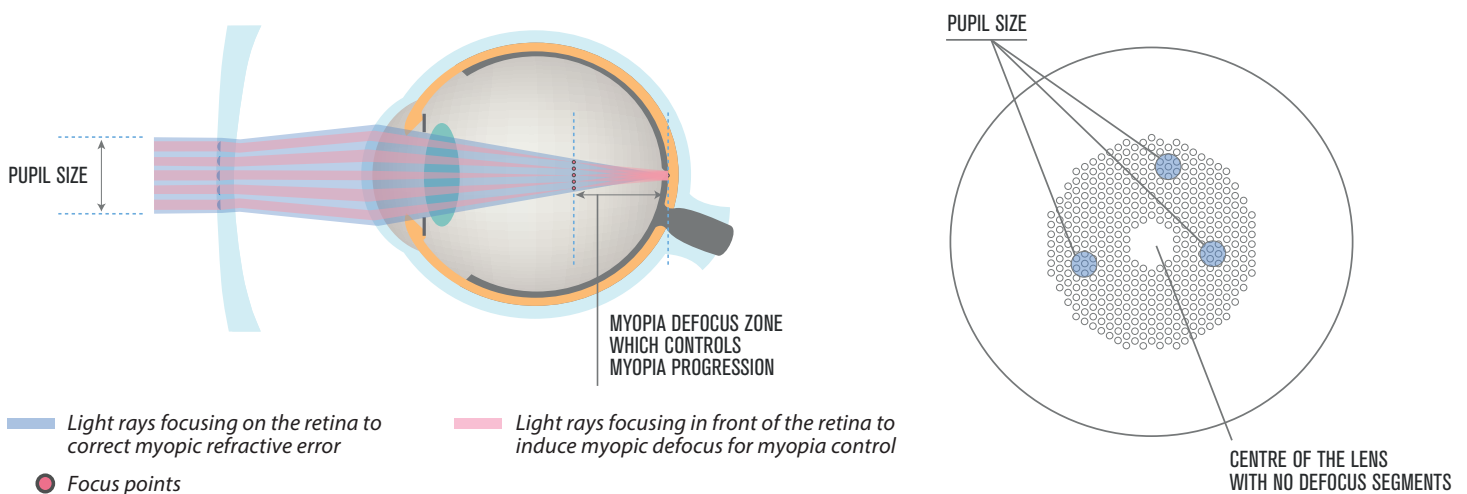 PUPIL SIZE
PUPIL SIZE
MYOPIA DEFOCUS ZONE
WHICH CONTROLS
MYOPIA PROGRESSION
Light rays focusing on the retina to
correct myopic refractive error
Light rays focusing in front of the retina to
induce myopic defocus for myopia control
Focus points
CENTRE OF THE LENS
WITH NO DEFOCUS SEGMENTS